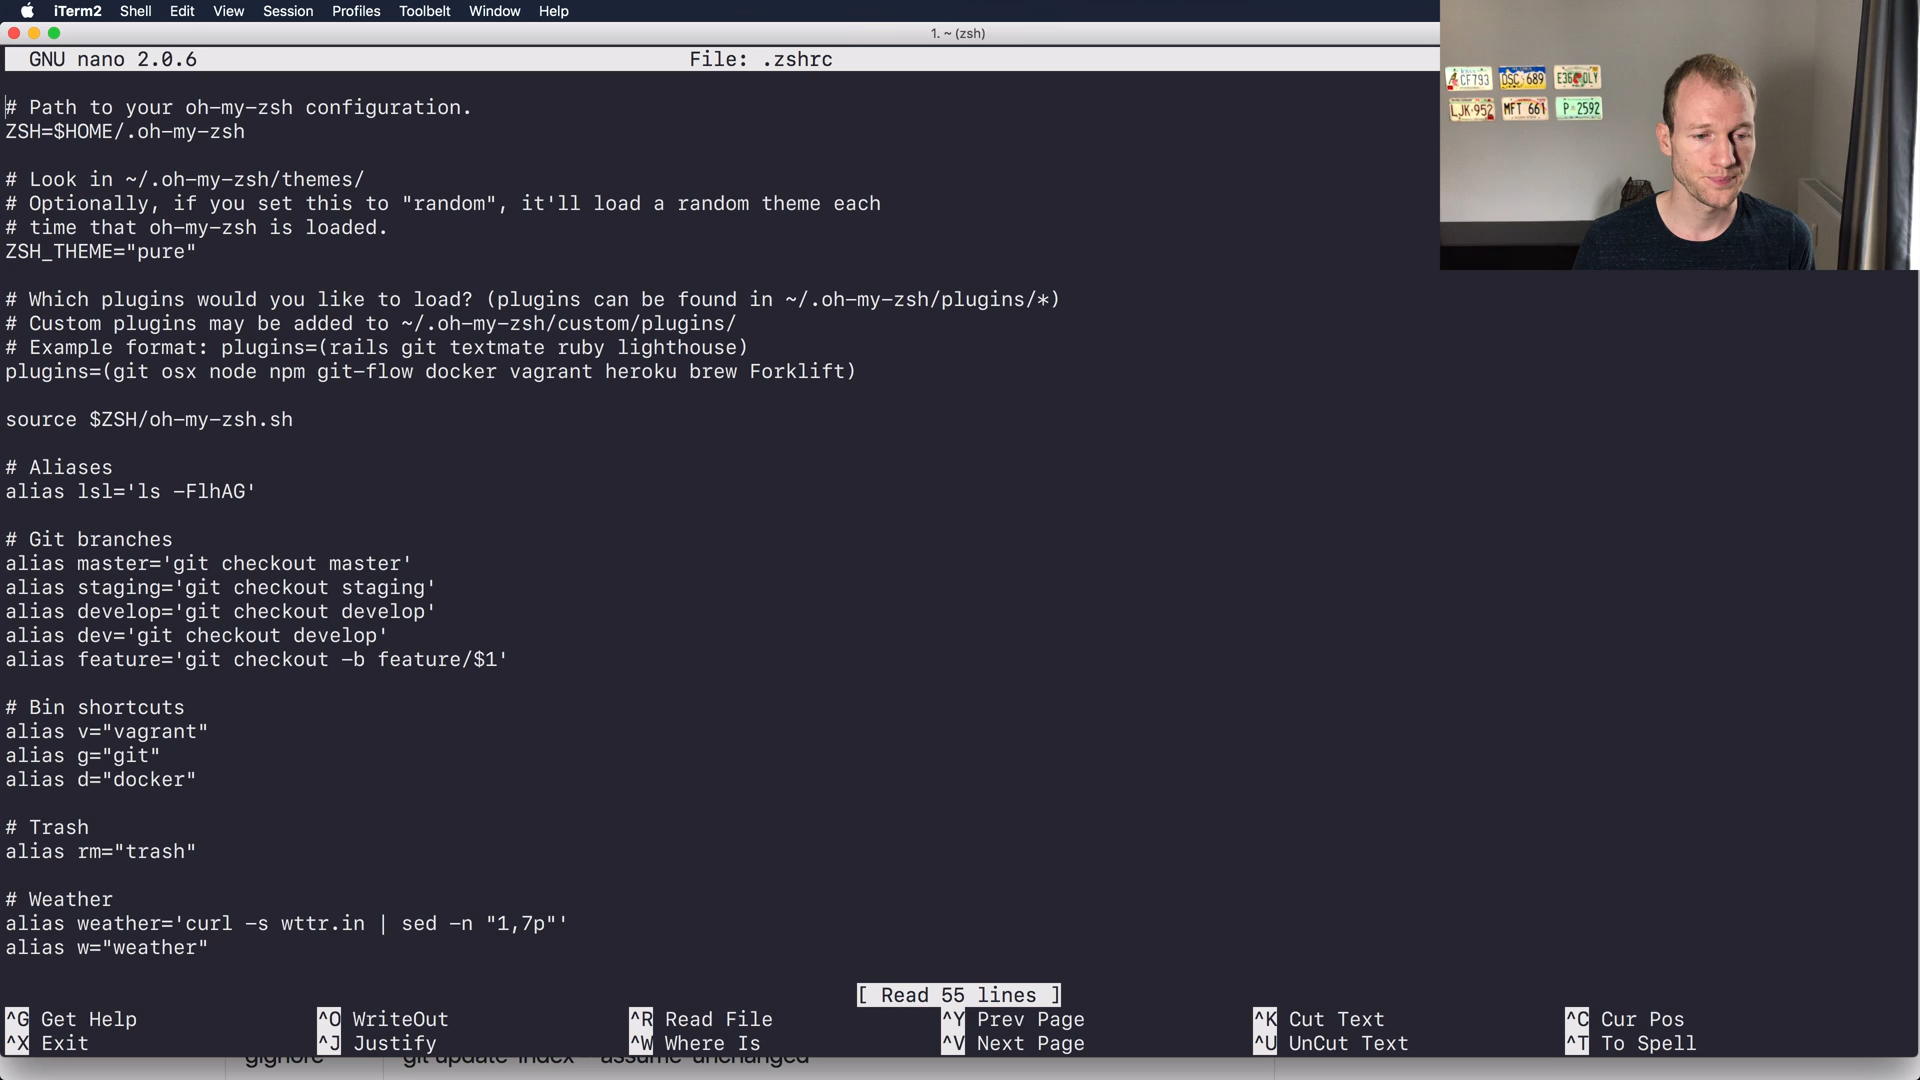 iTerm2 Shell Edit View Session Profiles Toolbelt Window Help
1. ~ (zsh)
GNU nano 2.0.6 File: .zshrc
# Path to your oh-my-zsh configuration.
ZSH=$HOME/.oh-my-zsh
# Look in ~/.oh-my-zsh/themes/
# Optionally, if you set this to "random", it'll load a random theme each
# time that oh-my-zsh is loaded.
ZSH_THEME="pure"
# Which plugins would you like to load? (plugins can be found in ~/.oh-my-zsh/plugins/*)
# Custom plugins may be added to ~/.oh-my-zsh/custom/plugins/
# Example format: plugins=(rails git textmate ruby lighthouse)
plugins=(git osx node npm git-flow docker vagrant heroku brew Forklift)
source $ZSH/oh-my-zsh.sh
# Aliases
alias lsl='ls -FlhAG'
# Git branches
alias master='git checkout master'
alias staging='git checkout staging'
alias develop='git checkout develop'
alias dev='git checkout develop'
alias feature='git checkout -b feature/$1'
# Bin shortcuts
alias v="vagrant"
alias g="git"
alias d="docker"
# Trash
alias rm="trash"
# Weather
alias weather='curl -s wttr.in | sed -n "1,7p"'
alias w="weather"
[ Read 55 lines ]
^G Get Help ^O WriteOut ^R Read File ^Y Prev Page ^K Cut Text ^C Cur Pos
^X Exit ^J Justify ^W Where Is ^V Next Page ^U UnCut Text ^T To Spell
CF793 DSC 689
LJK 952 MFT 661 P 2592